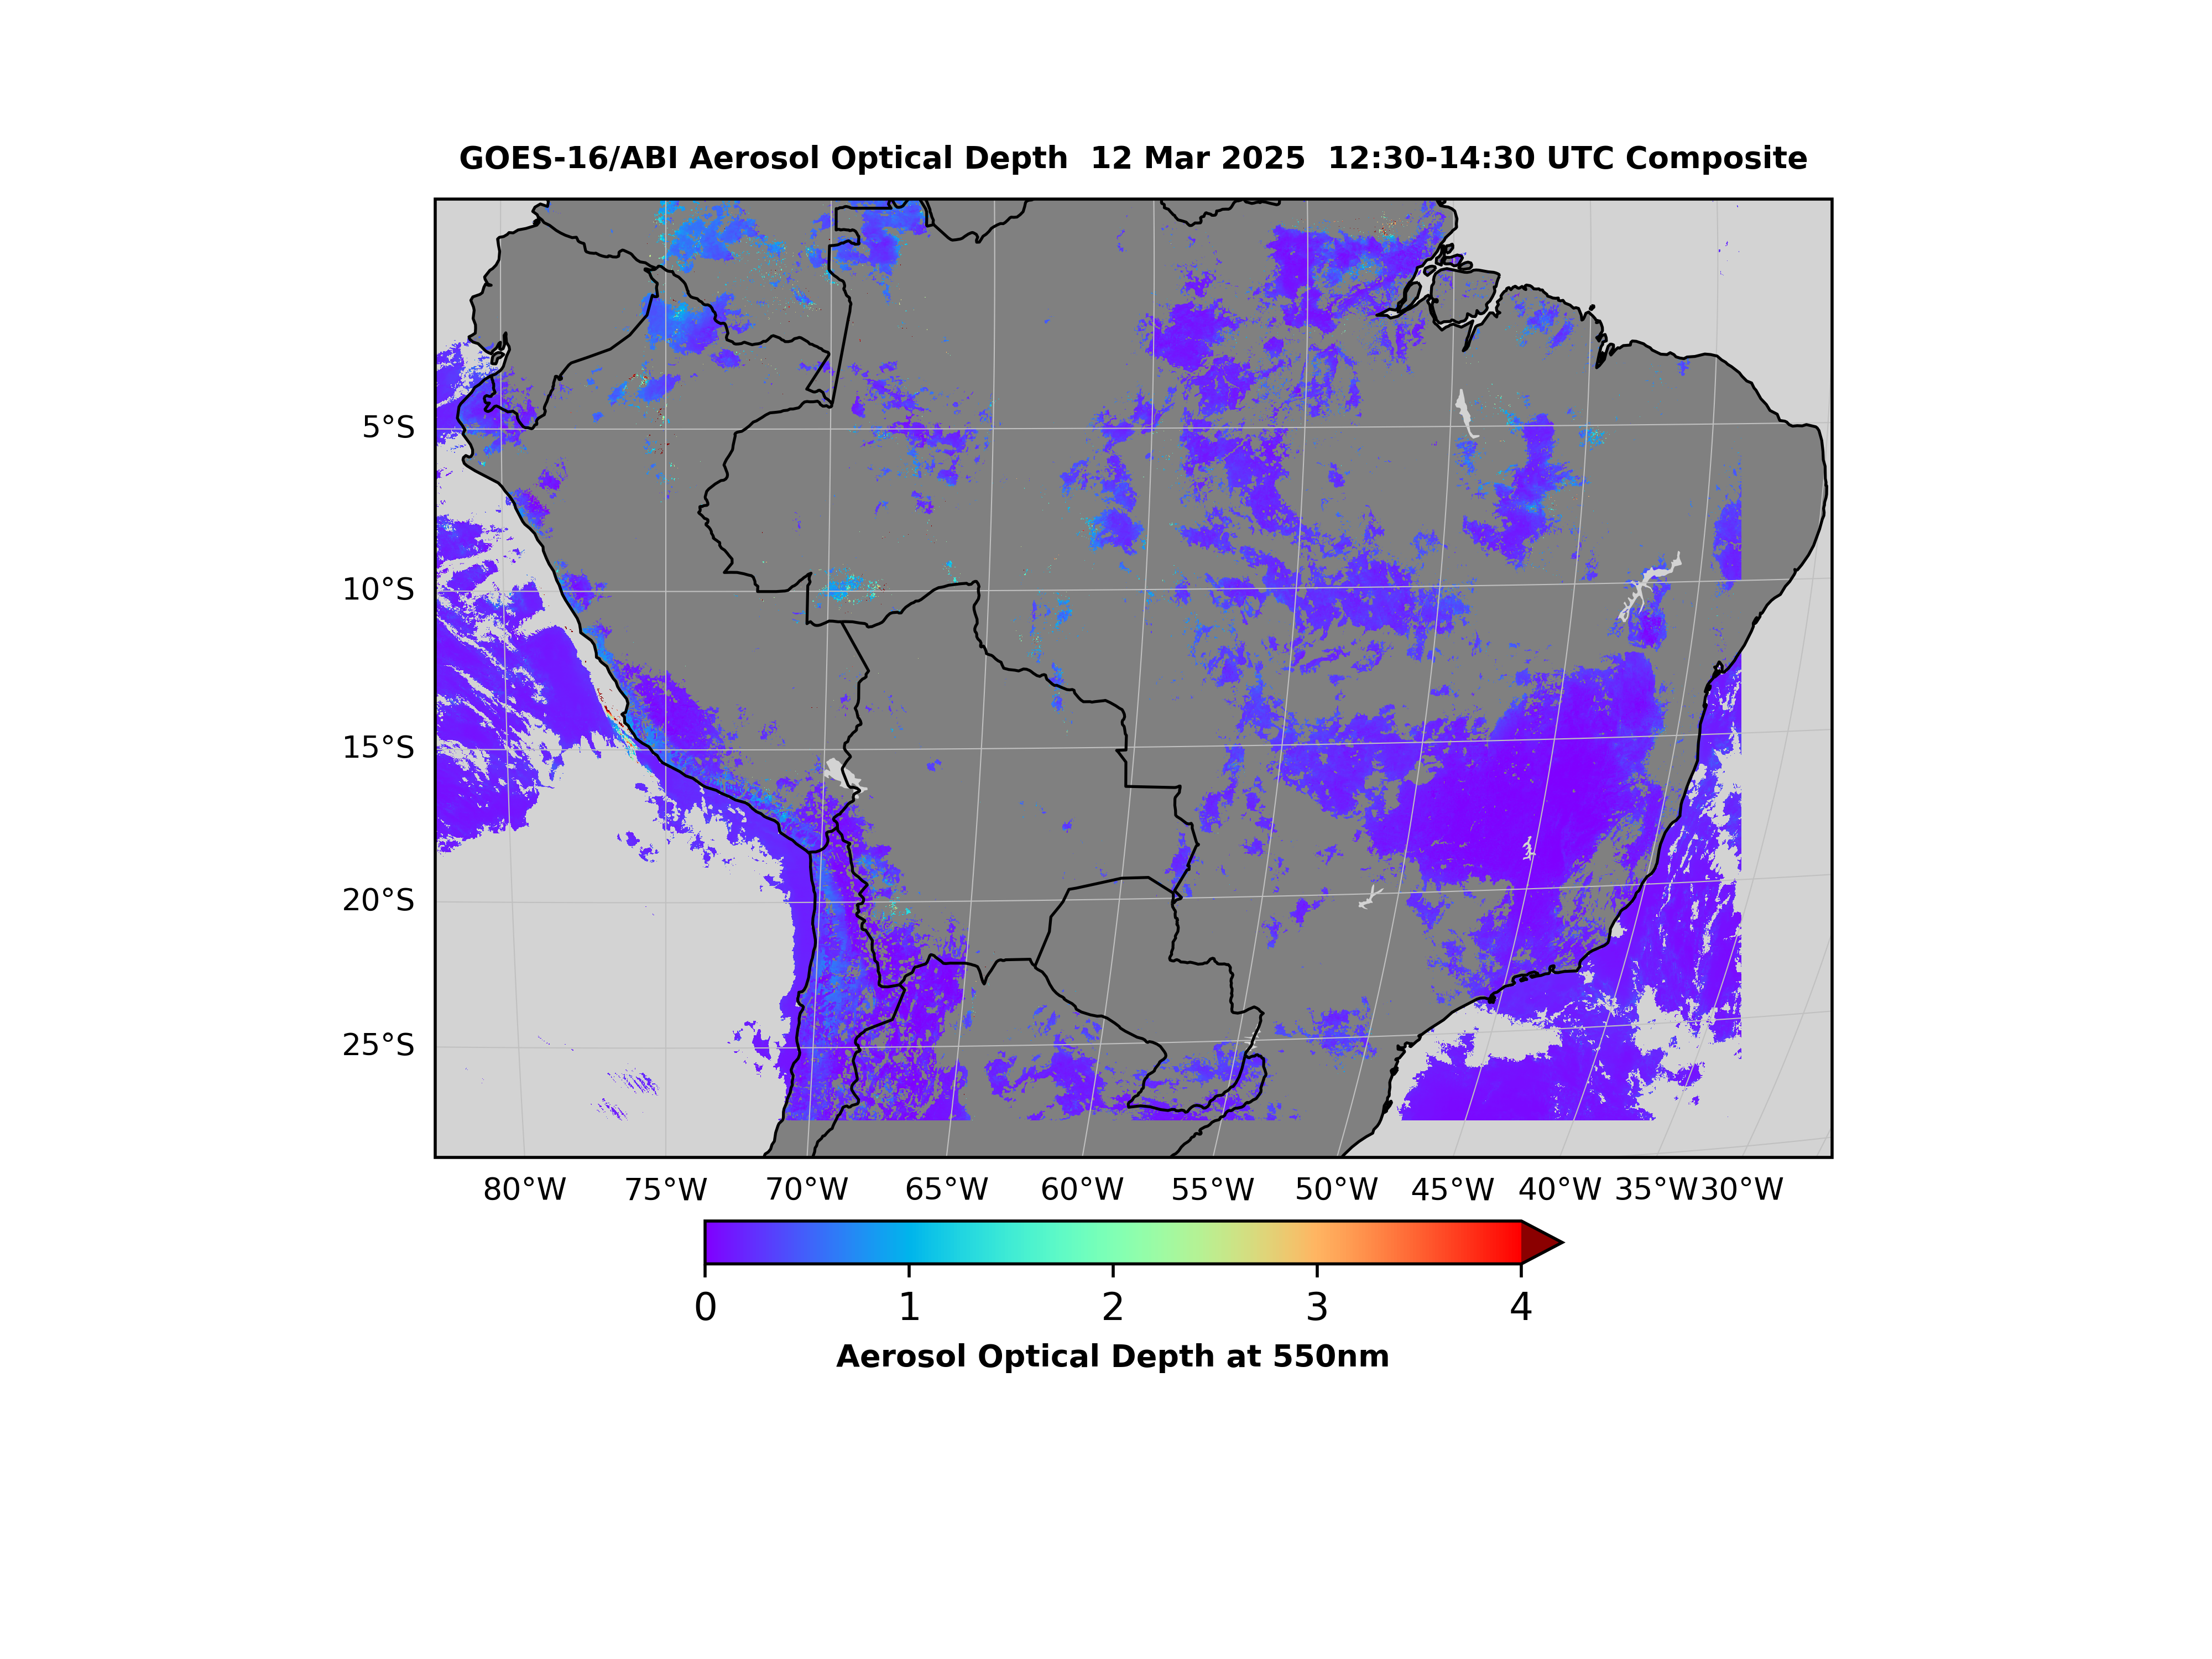 GOES-16/ABI Aerosol Optical Depth  12 Mar 2025  12:30-14:30 UTC Composite
5°S
10°S
15°S
20°S
25°S
80°W 75°W 70°W 65°W 60°W 55°W 50°W 45°W 40°W 35°W 30°W
0 1 2 3 4
Aerosol Optical Depth at 550nm